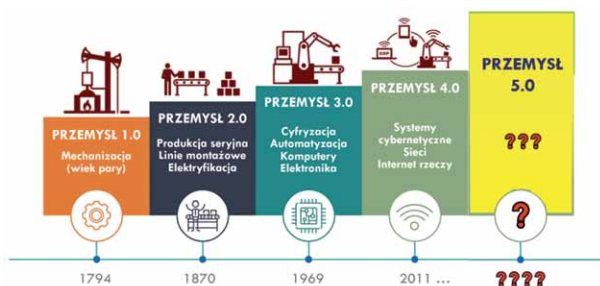 PRZEMYSŁ 1.0
Mechanizacja
(wiek pary)
PRZEMYSŁ 2.0
Produkcja seryjna
Linie montażowe
Elektryfikacja
PRZEMYSŁ 3.0
Cyfryzacja
Automatyzacja
Komputery
Elektronika
PRZEMYSŁ 4.0
Systemy
cybernetyczne
Sieci
Internet rzeczy
PRZEMYSŁ
5.0
???
?
1794
1870
1969
2011 ...
????